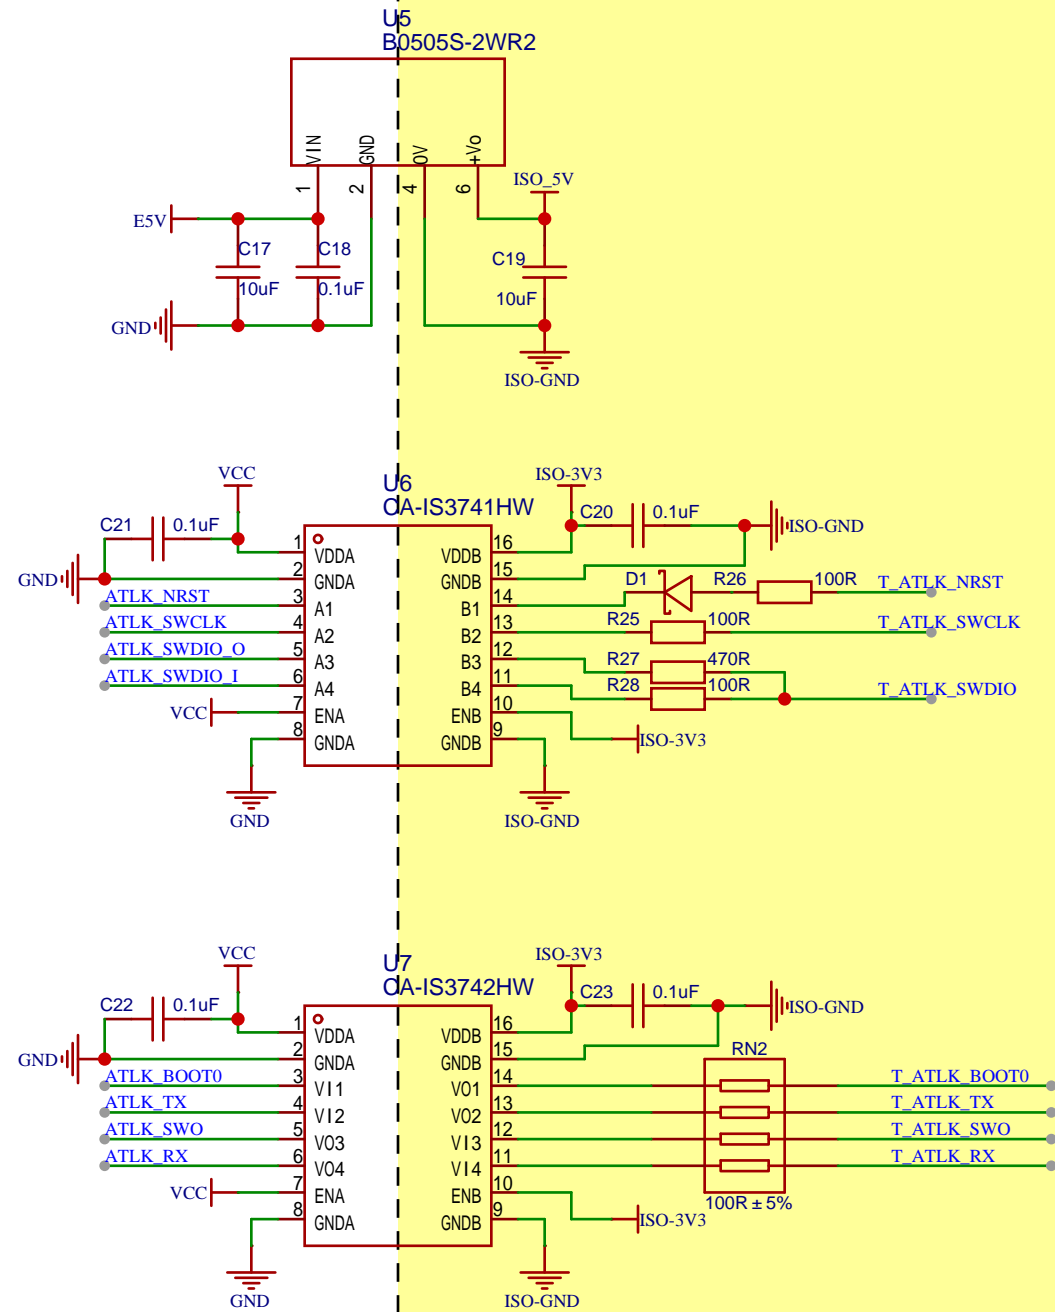 U5
B0505S-2WR2
VIN
GND
0V
+Vo
1
2
4
6
ISO_5V
E5V
C17
C18
C19
10uF
0.1uF
10uF
GND
ISO-GND
VCC
ISO-3V3
U6
CA-IS3741HW
C21
0.1uF
C20
0.1uF
ISO-GND
1
VDDA
VDDB
16
GND
2
GNDA
GNDB
15
D1
R26
100R
T_ATLK_NRST
ATLK_NRST
3
A1
B1
14
R25
100R
T_ATLK_SWCLK
ATLK_SWCLK
4
A2
B2
13
ATLK_SWDIO_O
5
A3
B3
12
R27
470R
ATLK_SWDIO_I
6
A4
B4
11
R28
100R
T_ATLK_SWDIO
VCC
7
ENA
ENB
10
ISO-3V3
8
GNDA
GNDB
9
GND
ISO-GND
VCC
ISO-3V3
U7
CA-IS3742HW
C22
0.1uF
C23
0.1uF
ISO-GND
1
VDDA
VDDB
16
GND
2
GNDA
GNDB
15
RN2
ATLK_BOOT0
3
VI1
VO1
14
T_ATLK_BOOT0
ATLK_TX
4
VI2
VO2
13
T_ATLK_TX
ATLK_SWO
5
VO3
VI3
12
T_ATLK_SWO
ATLK_RX
6
VO4
VI4
11
T_ATLK_RX
VCC
7
ENA
ENB
10
100R±5%
ISO-3V3
8
GNDA
GNDB
9
GND
ISO-GND